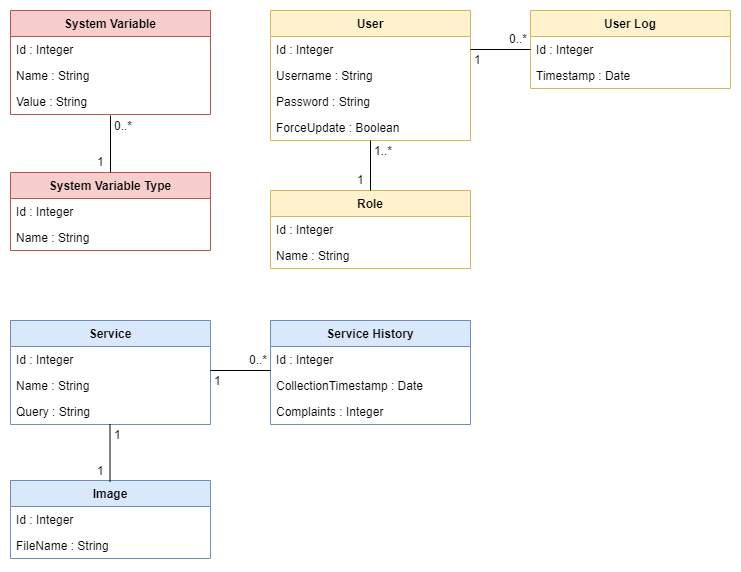 System Variable
Id : Integer
Name : String
Value : String
0..*
1
System Variable Type
Id : Integer
Name : String
User
Id : Integer
Username : String
Password : String
ForceUpdate : Boolean
1
0..*
User Log
Id : Integer
Timestamp : Date
1..*
1
Role
Id : Integer
Name : String
Service
Id : Integer
Name : String
Query : String
1
0..*
Service History
Id : Integer
CollectionTimestamp : Date
Complaints : Integer
1
1
Image
Id : Integer
FileName : String